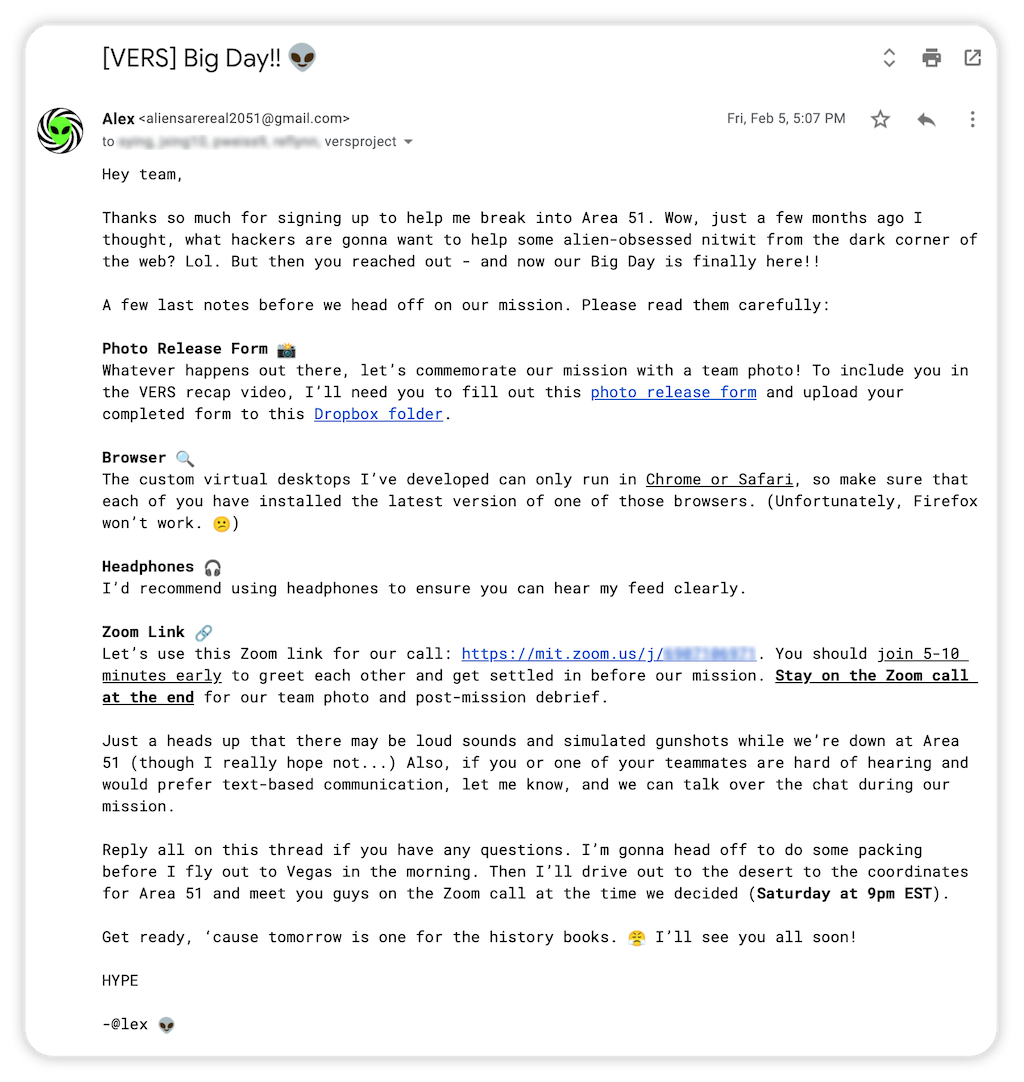 [VERS] Big Day!! 👽
Alex <aliensarereal2051@gmail.com>
Fri, Feb 5, 5:07 PM
to versproject
Hey team,
Thanks so much for signing up to help me break into Area 51. Wow, just a few months ago I
thought, what hackers are gonna want to help some alien-obsessed nitwit from the dark corner of
the web? Lol. But then you reached out - and now our Big Day is finally here!!
A few last notes before we head off on our mission. Please read them carefully:
Photo Release Form 📸
Whatever happens out there, let’s commemorate our mission with a team photo! To include you in
the VERS recap video, I’ll need you to fill out this photo release form and upload your
completed form to this Dropbox folder.
Browser 🔍
The custom virtual desktops I’ve developed can only run in Chrome or Safari, so make sure that
each of you have installed the latest version of one of those browsers. (Unfortunately, Firefox
won’t work. 😕)
Headphones 🎧
I’d recommend using headphones to ensure you can hear my feed clearly.
Zoom Link 🔗
Let’s use this Zoom link for our call: https://mit.zoom.us/j/ . You should join 5-10
minutes early to greet each other and get settled in before our mission. Stay on the Zoom call
at the end for our team photo and post-mission debrief.
Just a heads up that there may be loud sounds and simulated gunshots while we’re down at Area
51 (though I really hope not...) Also, if you or one of your teammates are hard of hearing and
would prefer text-based communication, let me know, and we can talk over the chat during our
mission.
Reply all on this thread if you have any questions. I’m gonna head off to do some packing
before I fly out to Vegas in the morning. Then I’ll drive out to the desert to the coordinates
for Area 51 and meet you guys on the Zoom call at the time we decided (Saturday at 9pm EST).
Get ready, ‘cause tomorrow is one for the history books. 😤 I’ll see you all soon!
HYPE
-@lex 👽